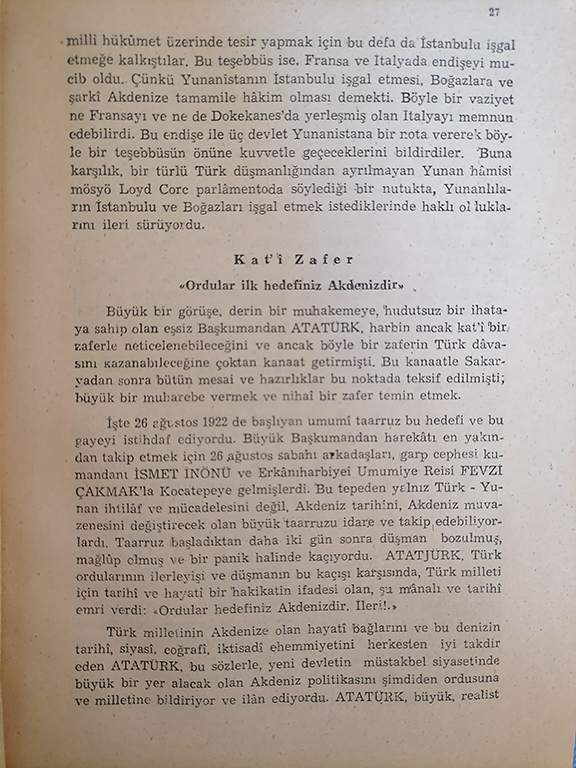 27
milli hükûmet üzerinde tesir yapmak için bu defa da İstanbulu işgal
etmeğe kalkıştılar. Bu teşebbüs ise, Fransa ve Italyada endişeyi mu-
cib oldu. Çünkü Yunanistanın İstanbulu işgal etmesi, Boğazlara ve
şarkî Akdenize tamamile hâkim olması demekti. Böyle bir vaziyet
ne Fransayı ve ne de Dokekanes'da yerleşmiş olan Italyayı memnun
edebilirdi. Bu endişe ile üç devlet Yunanistana bir nota vererek böy-
le bir teşebbüsün önüne kuvvetle geçeceklerini bildirdiler. Buna
karşılık, bir türlü Türk düşmanlığından ayrılmayan Yunan hâmisi
mösyö Loyd Corc parlâmentoda söylediği bir nutukta, Yunanlıla-
rın İstanbulu ve Boğazları işgal etmek istediklerinde haklı olluklа-
rını ileri sürüyordu.
Kat'î Zafer
«Ordular ilk hedefiniz Akdenizdir»
Büyük bir görüşe, derin bir muhakemeye, hudutsuz bir ihata-
ya sahip olan eşsiz Başkumandan ATATÜRK, harbin ancak kat'î bir
zaferle neticelenebileceğini ve ancak böyle bir zaferin Türk dâva-
sını kazanabileceğine çoktan kanaat getirmişti. Bu kanaatle Sakar-
yadan sonra bütün mesai ve hazırlıklar bu noktada teksif edilmişti;
büyük bir muharebe vermek ve nihaî bir zafer temin etmek.
İşte 26 ağustos 1922 de başlıyan umumî taarruz bu hedefi ve bu
gayeyi istihdaf ediyordu. Büyük Başkumandan harekâtı en yakın-
dan takip etmek için 26 ağustos sabahı arkadaşları, garp cephesi ku-
mandanı İSMET İNÖNÜ ve Erkânıharbiyei Umumiye Reisi FEVZİ
ÇAKMAK'la Kocatepeye gelmişlerdi. Bu tepeden yalnız Türk - Yu-
nan ihtilâf ve mücadelesini değil, Akdeniz tarihini, Akdeniz muva-
zenesini değiştirecek olan büyük taarruzu idare ve takip edebiliyor-
lardı. Taarruz başladıktan daha iki gün sonra düşman bozulmuş,
mağlûp olmuş ve bir panik halinde kaçıyordu. ATATJÜRK, Türk
ordularının ilerleyişi ve düşmanın bu kaçışı karşısında, Türk milleti
için tarihî ve hayatî bir hakikatin ifadesi olan, şu mânalı ve tarihî
emri verdi: «Ordular hedefiniz Akdenizdir. Ileri!.»
Türk milletinin Akdenize olan hayatî bağlarını ve bu denizin
tarihî, siyasî, coğrafî, iktisadî ehemmiyetini herkesten iyi takdir
eden ATATÜRK, bu sözlerle, yeni devletin müstakbel siyasetinde
büyük bir yer alacak olan Akdeniz politikasını şimdiden ordusuna
ve milletine bildiriyor ve ilân ediyordu. ATATÜRK, büyük, realist